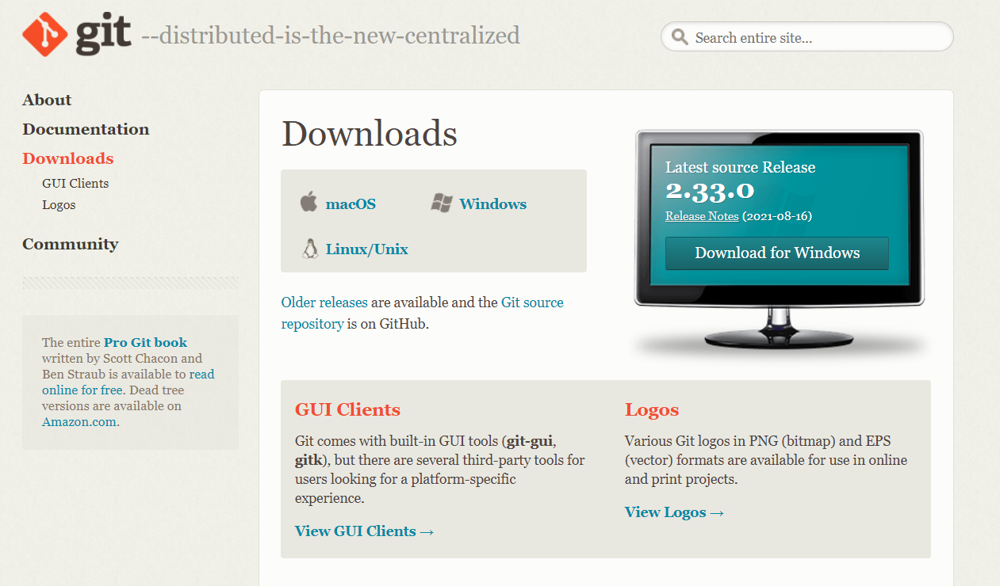 git --distributed-is-the-new-centralized
Search entire site...
About
Documentation
Downloads
GUI Clients
Logos
Community
The entire Pro Git book
written by Scott Chacon and
Ben Straub is available to read
online for free. Dead tree
versions are available on
Amazon.com.
Downloads
macOS
Windows
Linux/Unix
Older releases are available and the Git source
repository is on GitHub.
Latest source Release
2.33.0
Release Notes (2021-08-16)
Download for Windows
GUI Clients
Git comes with built-in GUI tools (git-gui,
gitk), but there are several third-party tools for
users looking for a platform-specific
experience.
View GUI Clients →
Logos
Various Git logos in PNG (bitmap) and EPS
(vector) formats are available for use in online
and print projects.
View Logos →